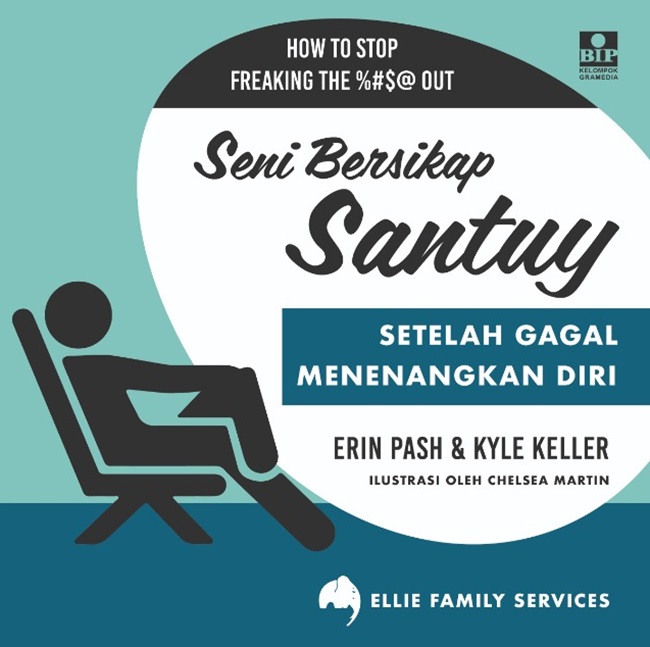 HOW TO STOP
FREAKING THE %#$@ OUT
BIP
KELOMPOK
GRAMEDIA
Seni Bersikap
Santuy
SETELAH GAGAL
MENENANGKAN DIRI
ERIN PASH & KYLE KELLER
ILUSTRASI OLEH CHELSEA MARTIN
ELLIE FAMILY SERVICES